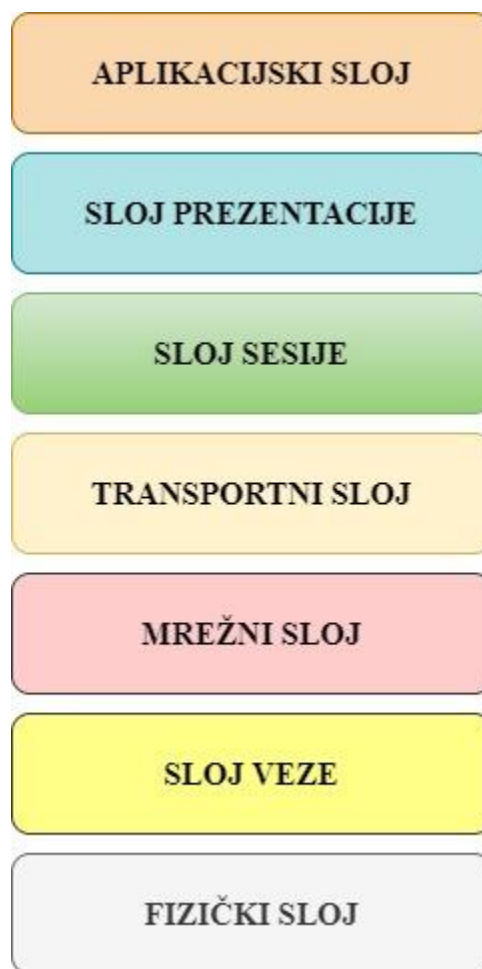 APLIKACIJSKI SLOJ
SLOJ PREZENTACIJE
SLOJ SESIJE
TRANSPORTNI SLOJ
MREŽNI SLOJ
SLOJ VEZE
FIZIČKI SLOJ